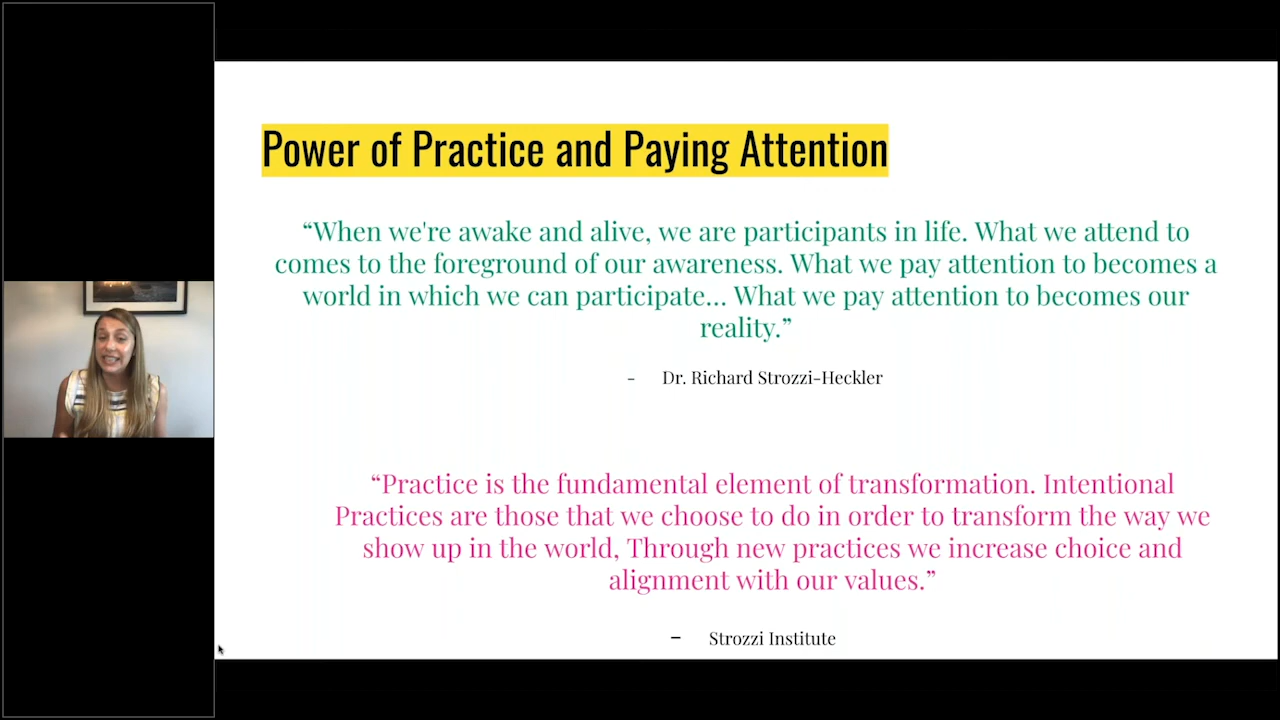 Power of Practice and Paying Attention
“When we're awake and alive, we are participants in life. What we attend to
comes to the foreground of our awareness. What we pay attention to becomes a
world in which we can participate... What we pay attention to becomes our
reality.”
- Dr. Richard Strozzi-Heckler
“Practice is the fundamental element of transformation. Intentional
Practices are those that we choose to do in order to transform the way we
show up in the world, Through new practices we increase choice and
alignment with our values.”
- Strozzi Institute